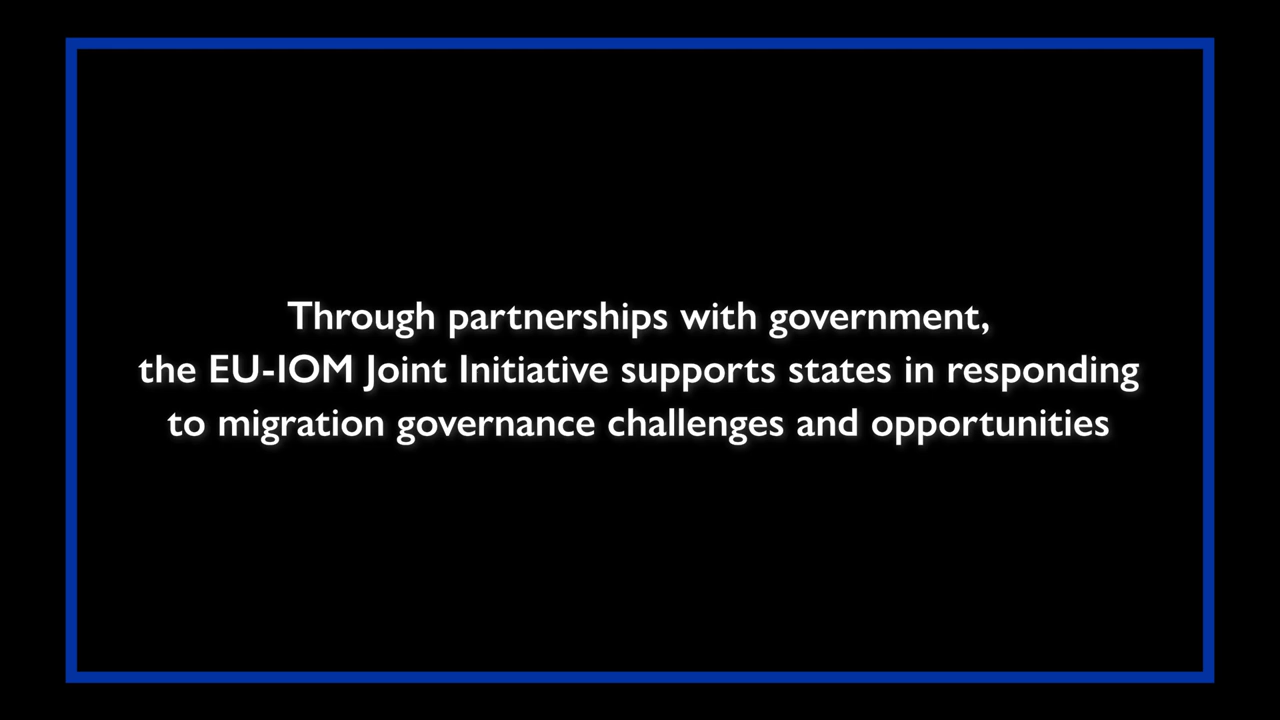 Through partnerships with government,
the EU-IOM Joint Initiative supports states in responding
to migration governance challenges and opportunities